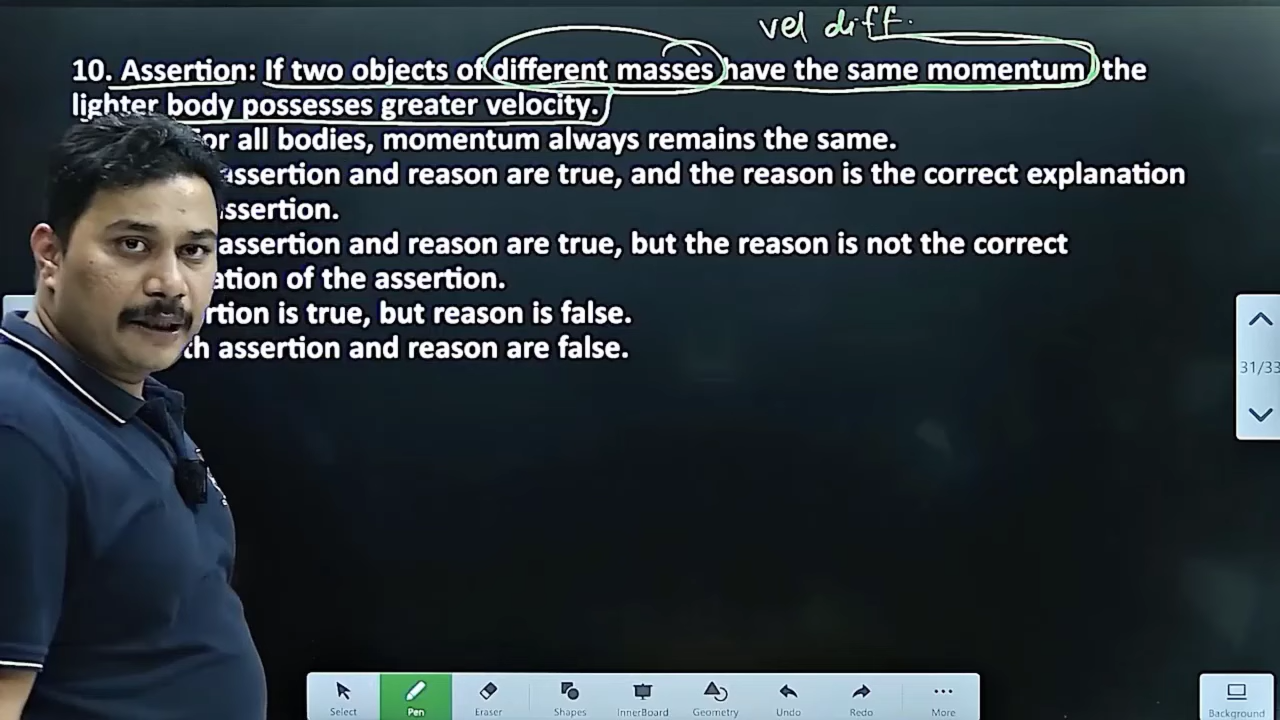 vel diff.
10. Assertion: If two objects of different masses have the same momentum, the
lighter body possesses greater velocity.
for all bodies, momentum always remains the same.
assertion and reason are true, and the reason is the correct explanation
assertion.
assertion and reason are true, but the reason is not the correct
ation of the assertion.
rtion is true, but reason is false.
th assertion and reason are false.
31/33
Select Pen Eraser Shapes InnerBoard Geometry Undo Redo More Background